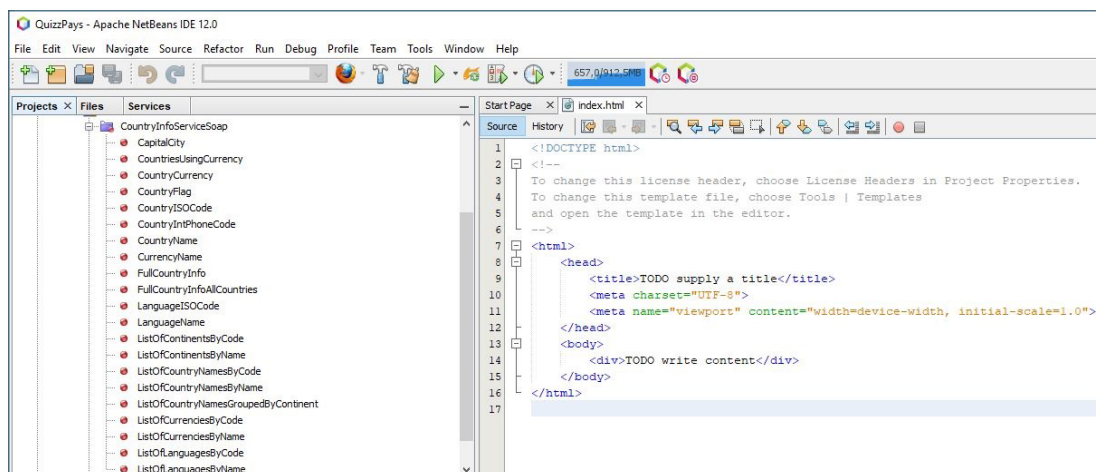 QuizzPays - Apache NetBeans IDE 12.0
File Edit View Navigate Source Refactor Run Debug Profile Team Tools Window Help
657,0/912,5MB
Projects Files Services
CountryInfoServiceSoap
CapitalCity
CountriesUsingCurrency
CountryCurrency
CountryFlag
CountryISOCode
CountryIntPhoneCode
CountryName
CurrencyName
FullCountryInfo
FullCountryInfoAllCountries
LanguageISOCode
LanguageName
ListOfContinentsByCode
ListOfContinentsByName
ListOfCountryNamesByCode
ListOfCountryNamesByName
ListOfCountryNamesGroupedByContinent
ListOfCurrenciesByCode
ListOfCurrenciesByName
ListOfLanguagesByCode
ListOfLanguagesByName
Start Page index.html
Source History
1 <!DOCTYPE html>
2 <!--
3 To change this license header, choose License Headers in Project Properties.
4 To change this template file, choose Tools | Templates
5 and open the template in the editor.
6 -->
7 <html>
8 <head>
9 <title>TODO supply a title</title>
10 <meta charset="UTF-8">
11 <meta name="viewport" content="width=device-width, initial-scale=1.0">
12 </head>
13 <body>
14 <div>TODO write content</div>
15 </body>
16 </html>
17